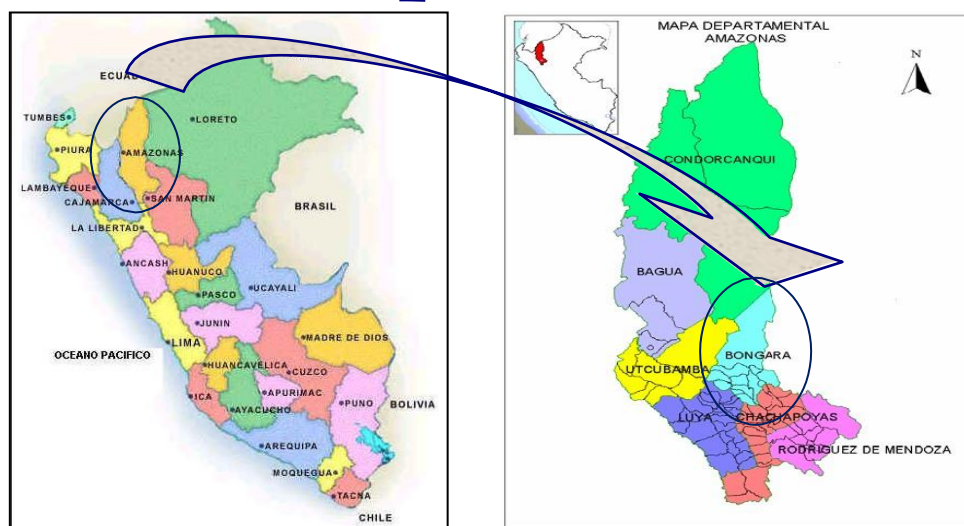 ECUAD
TUMBES
LORETO
PIURA
AMAZONAS
LAMBAYEQUE
CAJAMARCA
SAN MARTIN
BRASIL
LA LIBERTAD
ANCASH
HUANUCO
UCAYALI
PASCO
JUNIN
LIMA
MADRE DE DIOS
OCEANO PACIFICO
HUANCAVELICA
CUZCO
ICA
APURIMAC
PUNO
AYACUCHO
BOLIVIA
AREQUIPA
MOQUEGUA
TACNA
CHILE
MAPA DEPARTAMENTAL
AMAZONAS
N
CONDORCANQUI
BAGUA
BONGARA
UTCUBAMBA
LUYA
CHACHAPOYAS
RODRIGUEZ DE MENDOZA